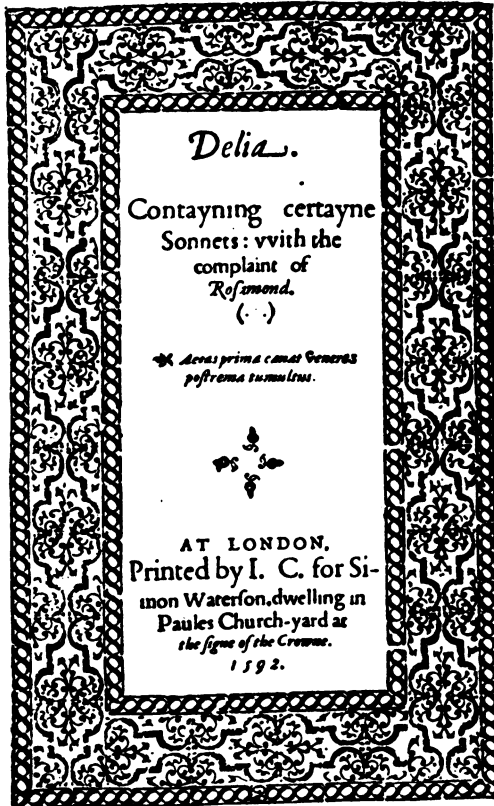 Delia.
Contayning certayne
Sonnets: vvith the
complaint of
Roſamond.
Aetas prima canat veneres
poſtrema tumultus.
AT LONDON,
Printed by I. C. for Si-
mon Waterſon, dwelling in
Paules Church-yard at
the ſigne of the Crowne.
1592.